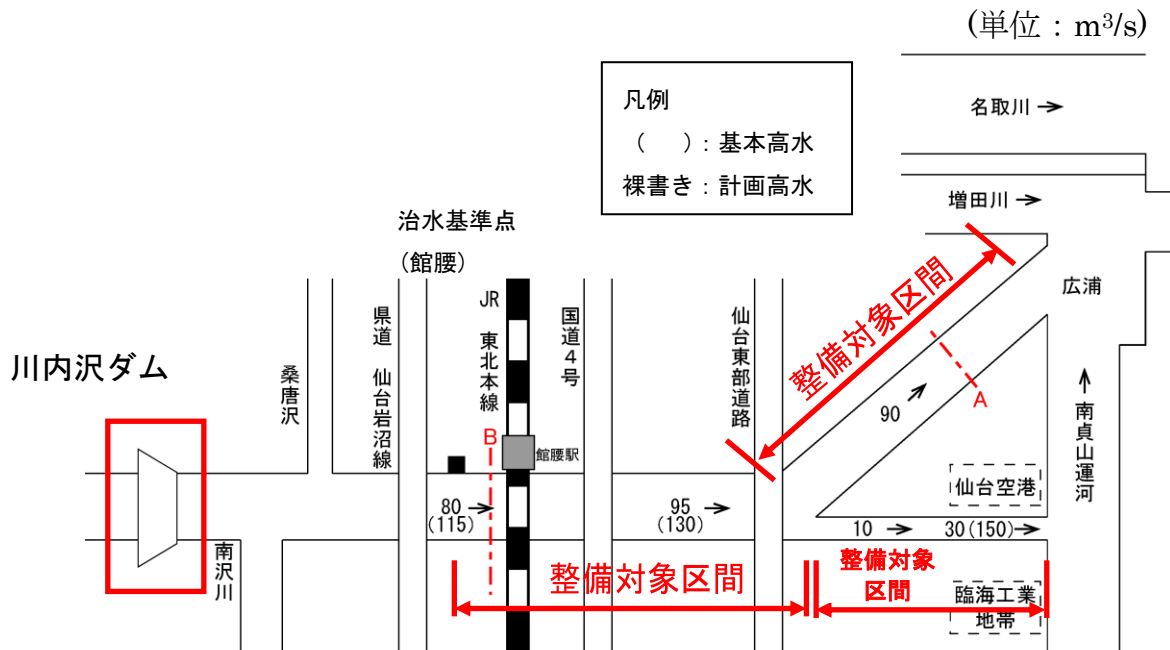 (単位：m³/s)
凡例
（　）：基本高水
裸書き：計画高水
名取川→
増田川→
治水基準点
(館腰)
広浦
川内沢ダム
桑唐沢
県道 仙台岩沼線
JR 東北本線
国道４号
仙台東部道路
整備対象区間
B
館腰駅
A
90
南貞山運河
仙台空港
80→
(115)
95→
(130)
10→
30(150)→
南沢川
整備対象区間
整備対象
区間
臨海工業
地帯